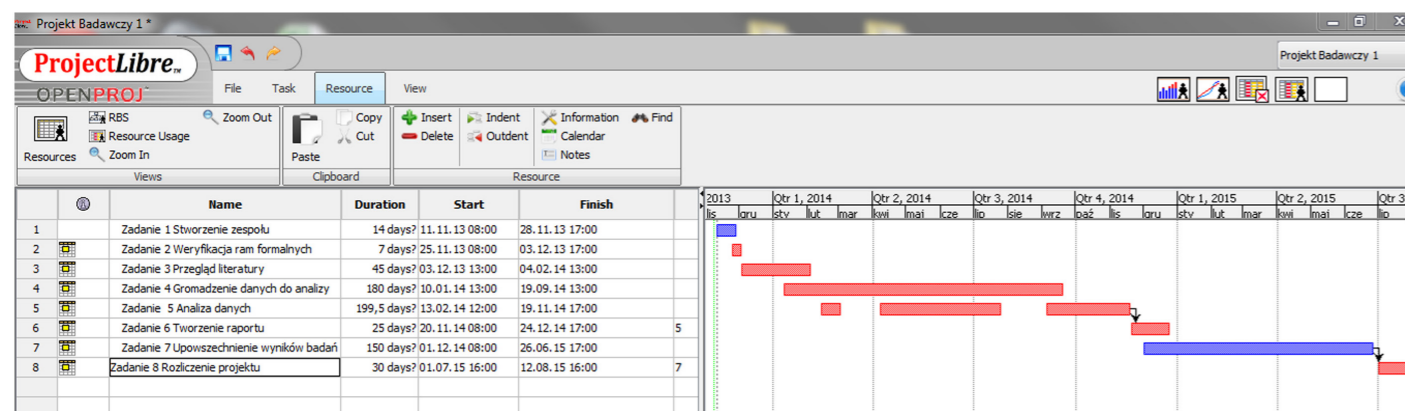 Projekt Badawczy 1 *
ProjectLibre™
OPENPROJ
Projekt Badawczy 1
File Task Resource View
RBS Zoom Out Copy Insert Indent Information Find
Resource Usage Cut Delete Outdent Calendar
Resources Zoom In Paste Notes
Views Clipboard Resource
Name Duration Start Finish
2013 Qtr 1, 2014 Qtr 2, 2014 Qtr 3, 2014 Qtr 4, 2014 Qtr 1, 2015 Qtr 2, 2015 Qtr 3
lis gru sty lut mar kwi maj cze lip sie wrz paź lis gru sty lut mar kwi maj cze lip
1 Zadanie 1 Stworzenie zespołu 14 days? 11.11.13 08:00 28.11.13 17:00
2 Zadanie 2 Weryfikacja ram formalnych 7 days? 25.11.13 08:00 03.12.13 17:00
3 Zadanie 3 Przegląd literatury 45 days? 03.12.13 13:00 04.02.14 13:00
4 Zadanie 4 Gromadzenie danych do analizy 180 days? 10.01.14 13:00 19.09.14 13:00
5 Zadanie 5 Analiza danych 199,5 days? 13.02.14 12:00 19.11.14 17:00
6 Zadanie 6 Tworzenie raportu 25 days? 20.11.14 08:00 24.12.14 17:00 5
7 Zadanie 7 Upowszechnienie wyników badań 150 days? 01.12.14 08:00 26.06.15 17:00
8 Zadanie 8 Rozliczenie projektu 30 days? 01.07.15 16:00 12.08.15 16:00 7